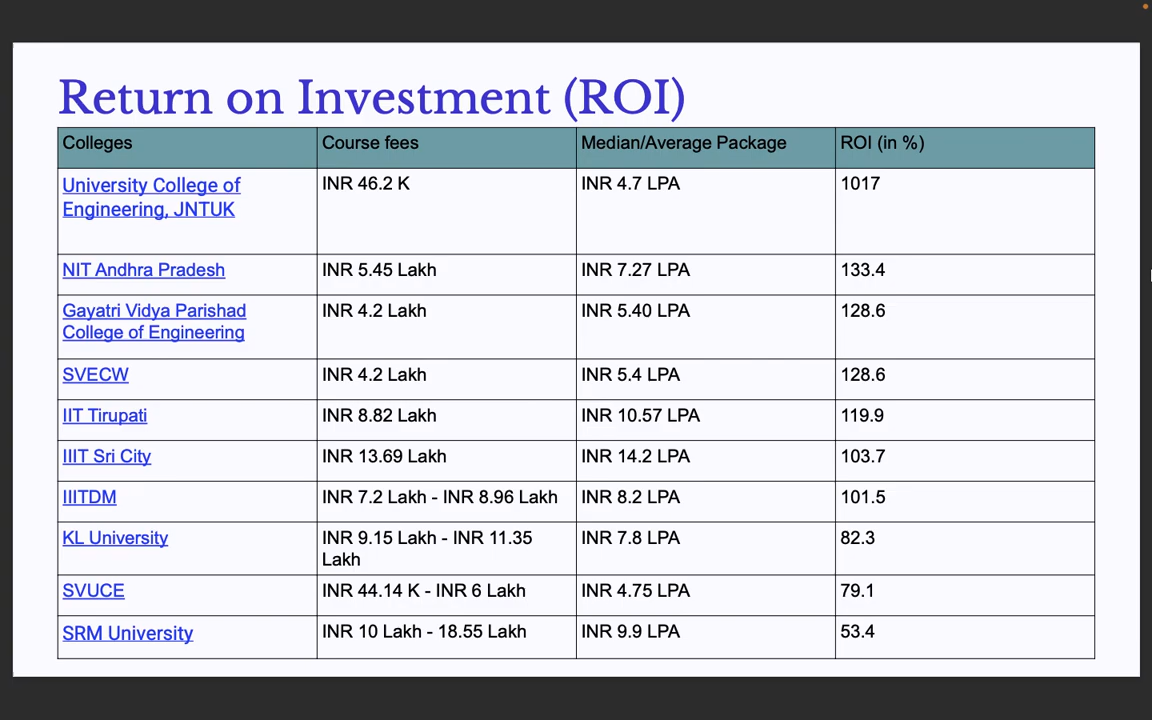 Return on Investment (ROI)
Colleges Course fees Median/Average Package ROI (in %)
University College of Engineering, JNTUK INR 46.2 K INR 4.7 LPA 1017
NIT Andhra Pradesh INR 5.45 Lakh INR 7.27 LPA 133.4
Gayatri Vidya Parishad College of Engineering INR 4.2 Lakh INR 5.40 LPA 128.6
SVECW INR 4.2 Lakh INR 5.4 LPA 128.6
IIT Tirupati INR 8.82 Lakh INR 10.57 LPA 119.9
IIIT Sri City INR 13.69 Lakh INR 14.2 LPA 103.7
IIITDM INR 7.2 Lakh - INR 8.96 Lakh INR 8.2 LPA 101.5
KL University INR 9.15 Lakh - INR 11.35 Lakh INR 7.8 LPA 82.3
SVUCE INR 44.14 K - INR 6 Lakh INR 4.75 LPA 79.1
SRM University INR 10 Lakh - 18.55 Lakh INR 9.9 LPA 53.4